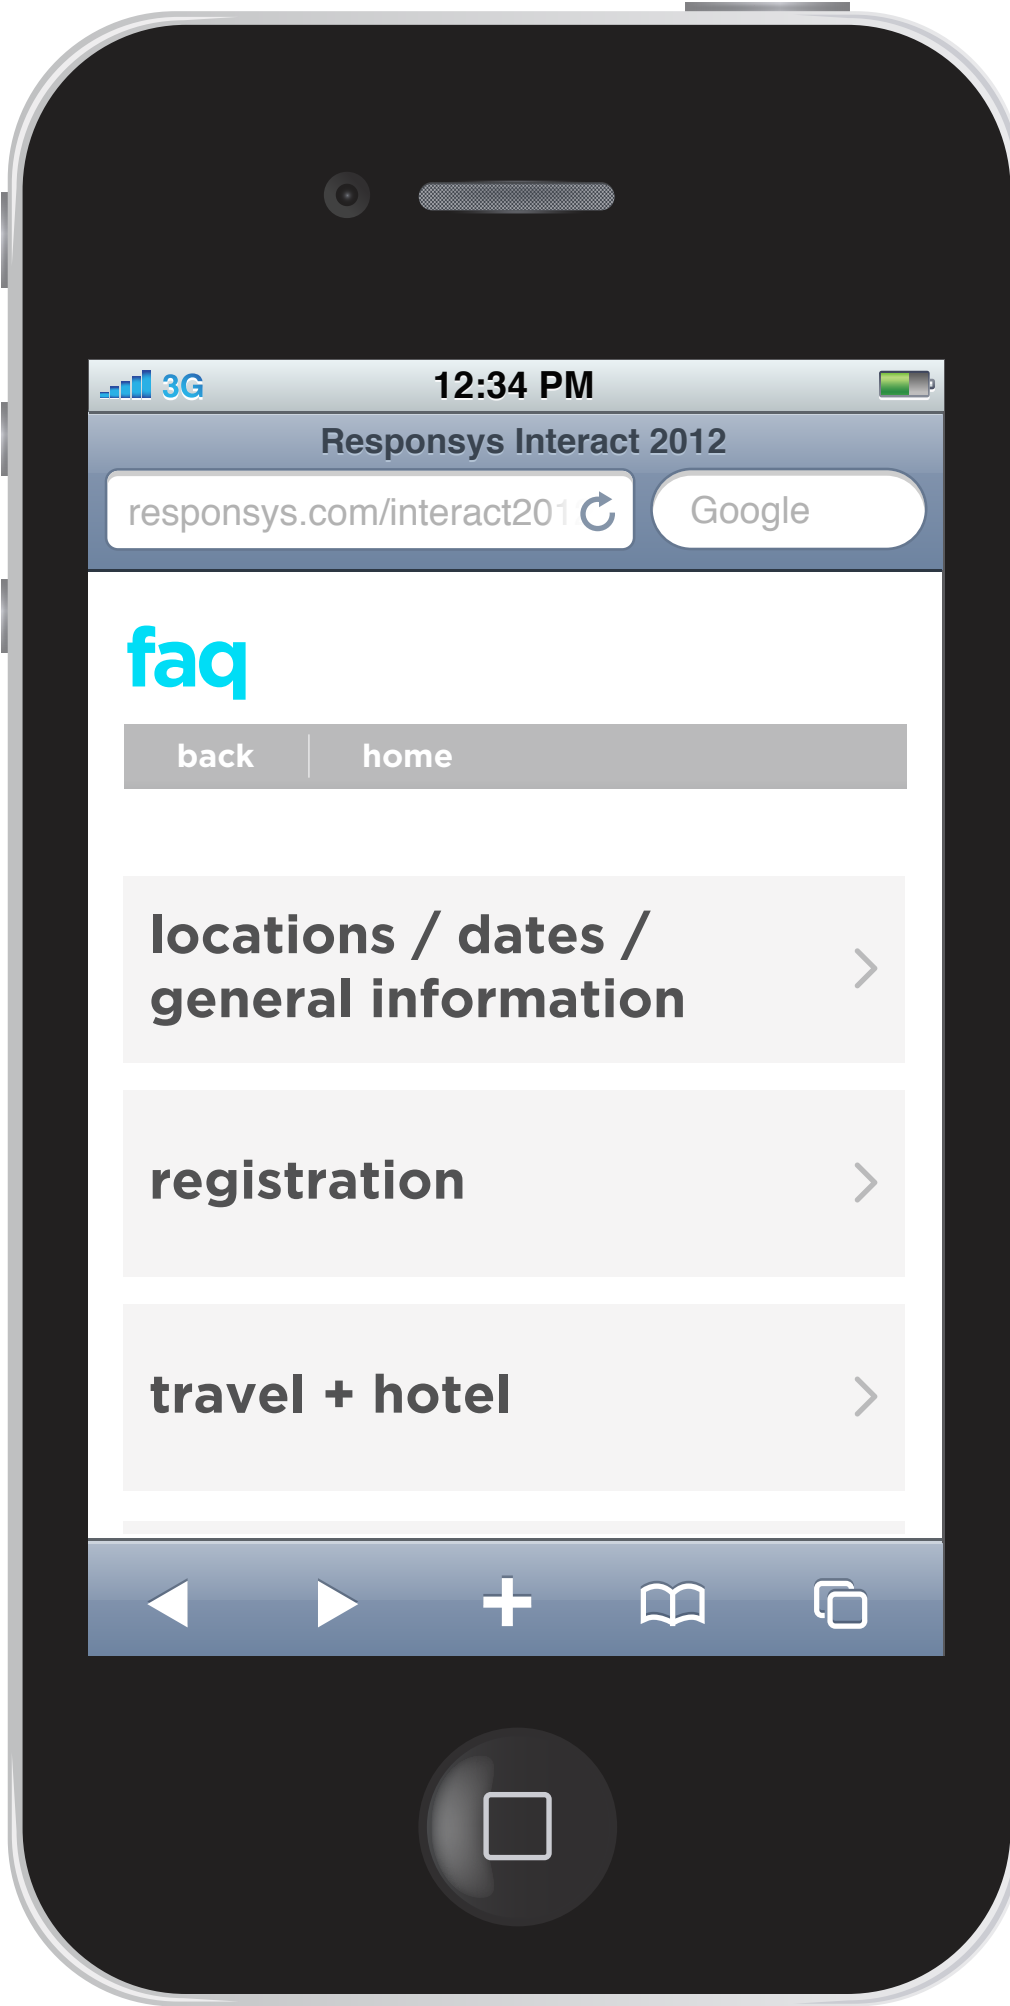 3G 12:34 PM
Responsys Interact 2012
responsys.com/interact201 Google
faq
back home
locations / dates /
general information
registration
travel + hotel